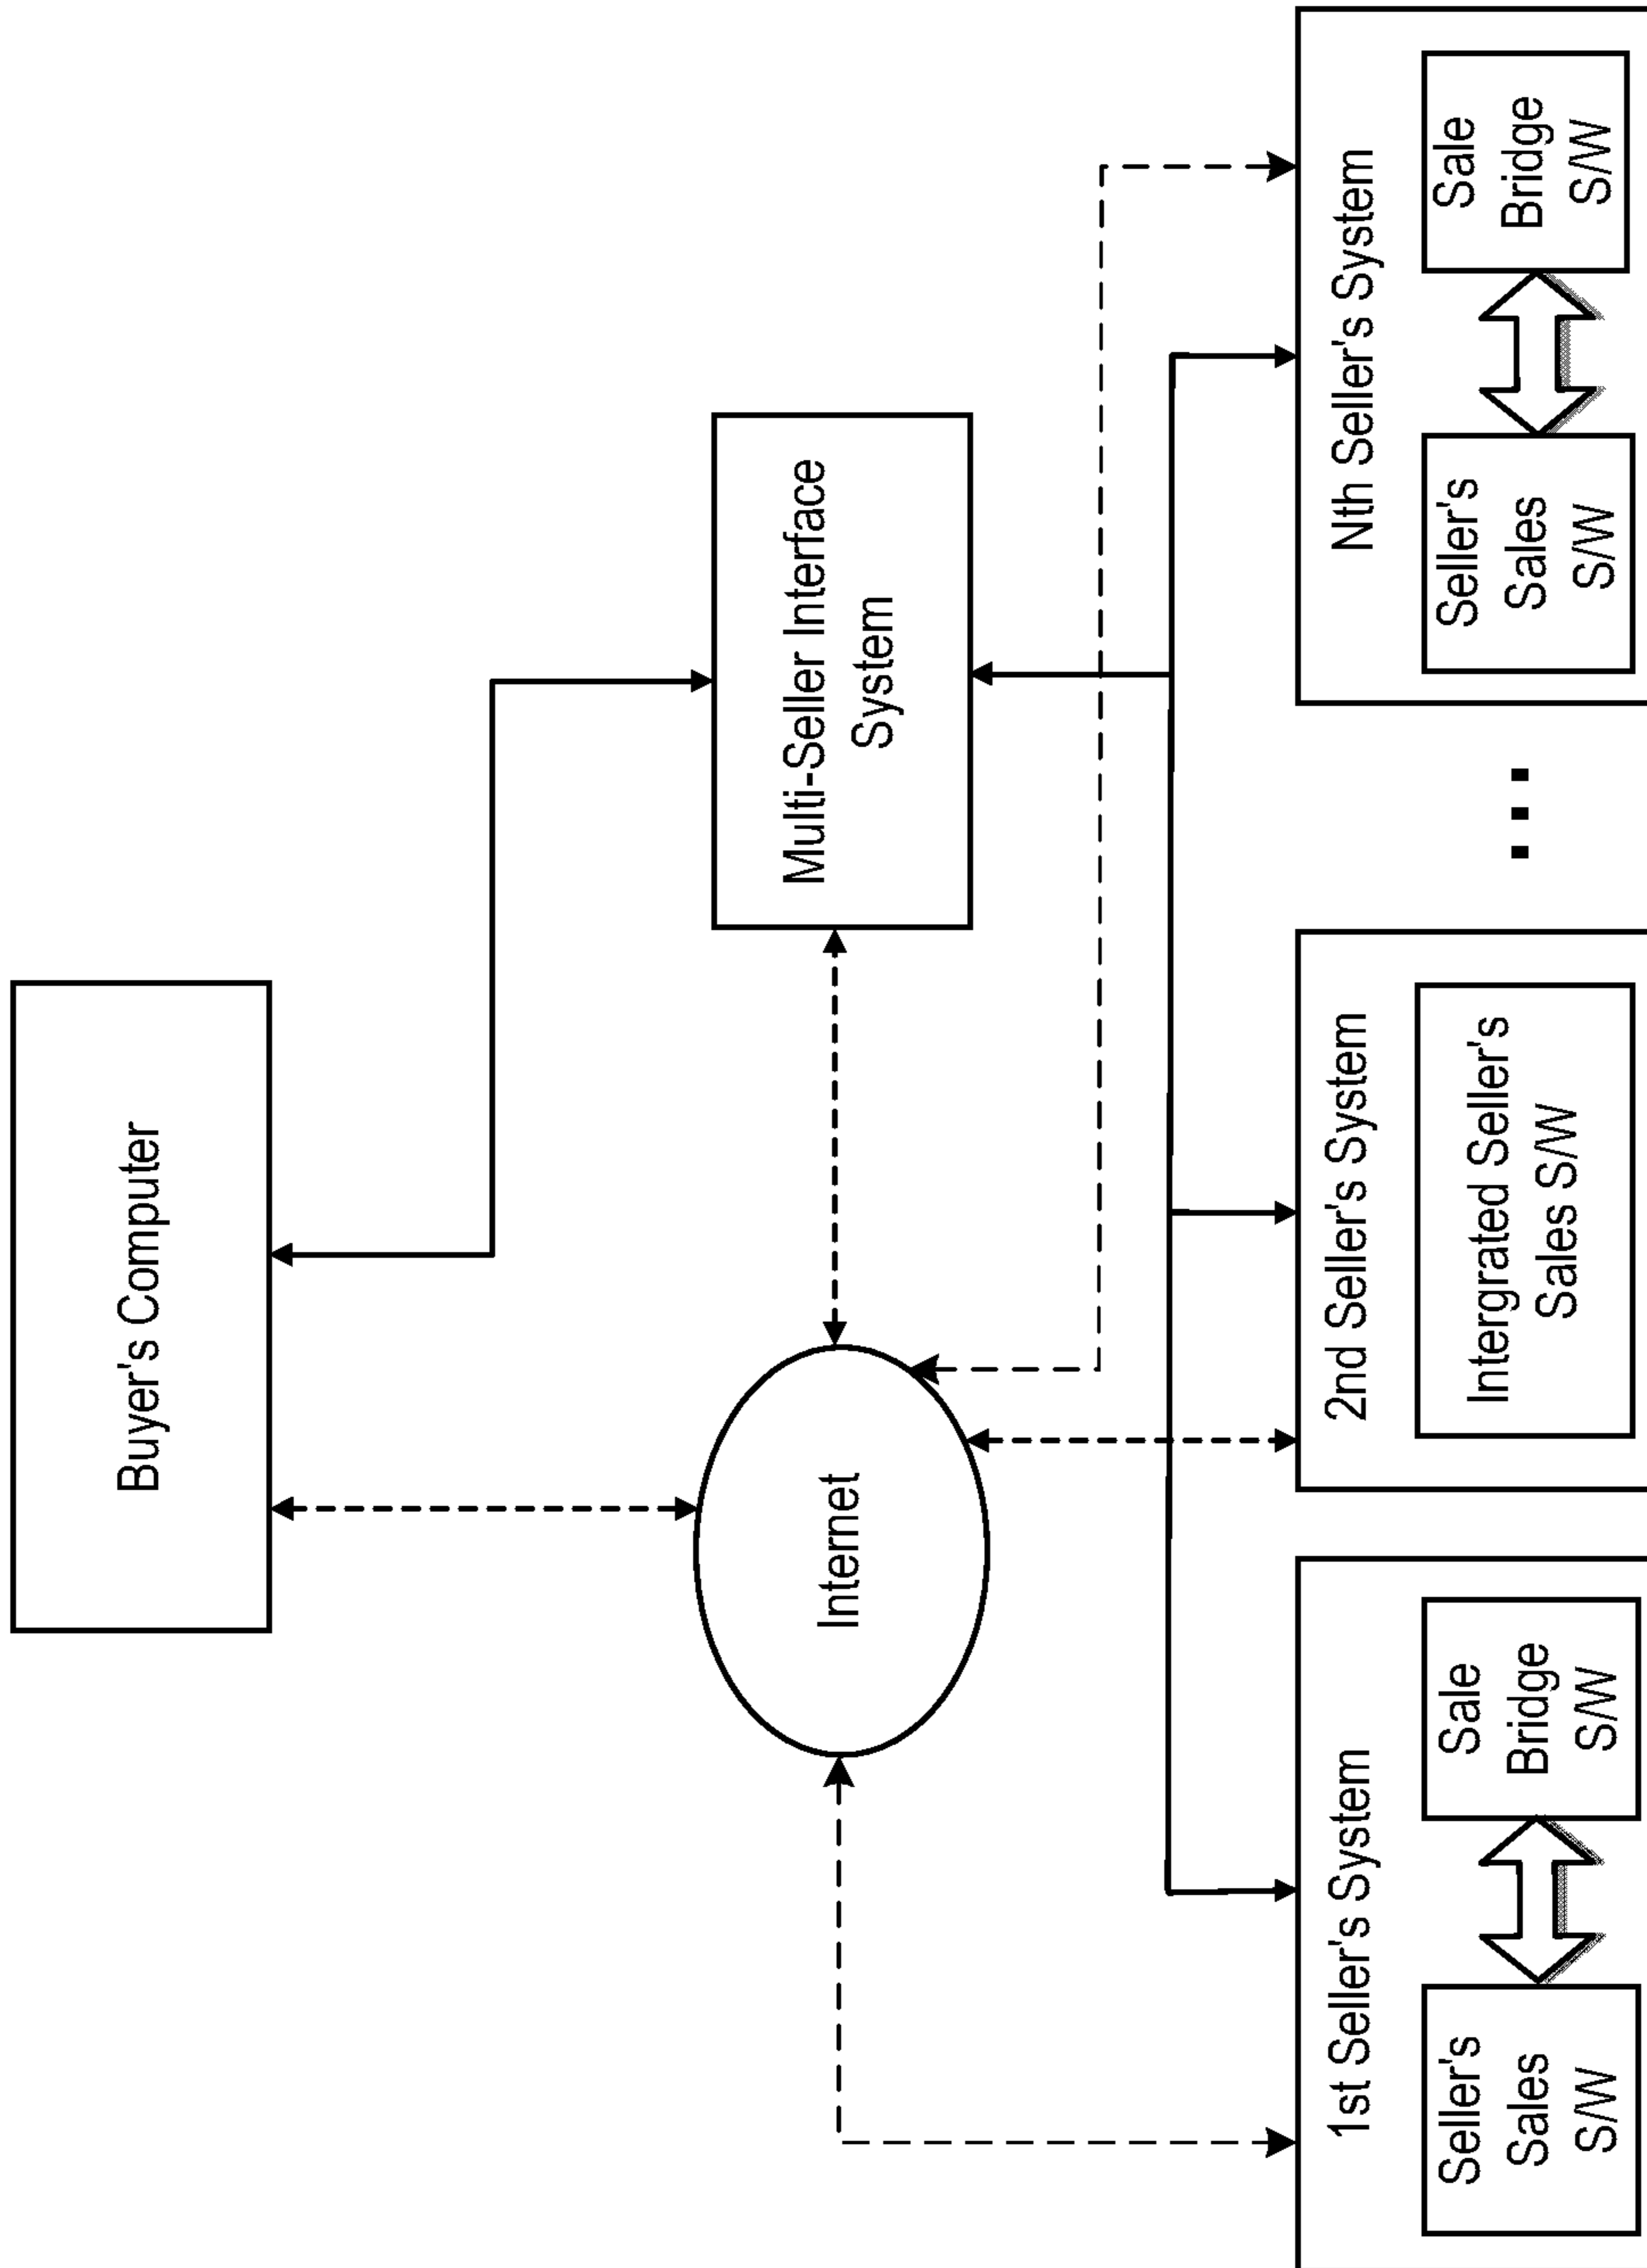 Buyer's Computer
Internet
Multi-Seller Interface
System
1st Seller's System
Seller's
Sales
S/W
Sale
Bridge
S/W
2nd Seller's System
Intergrated Seller's
Sales S/W
...
Nth Seller's System
Seller's
Sales
S/W
Sale
Bridge
S/W